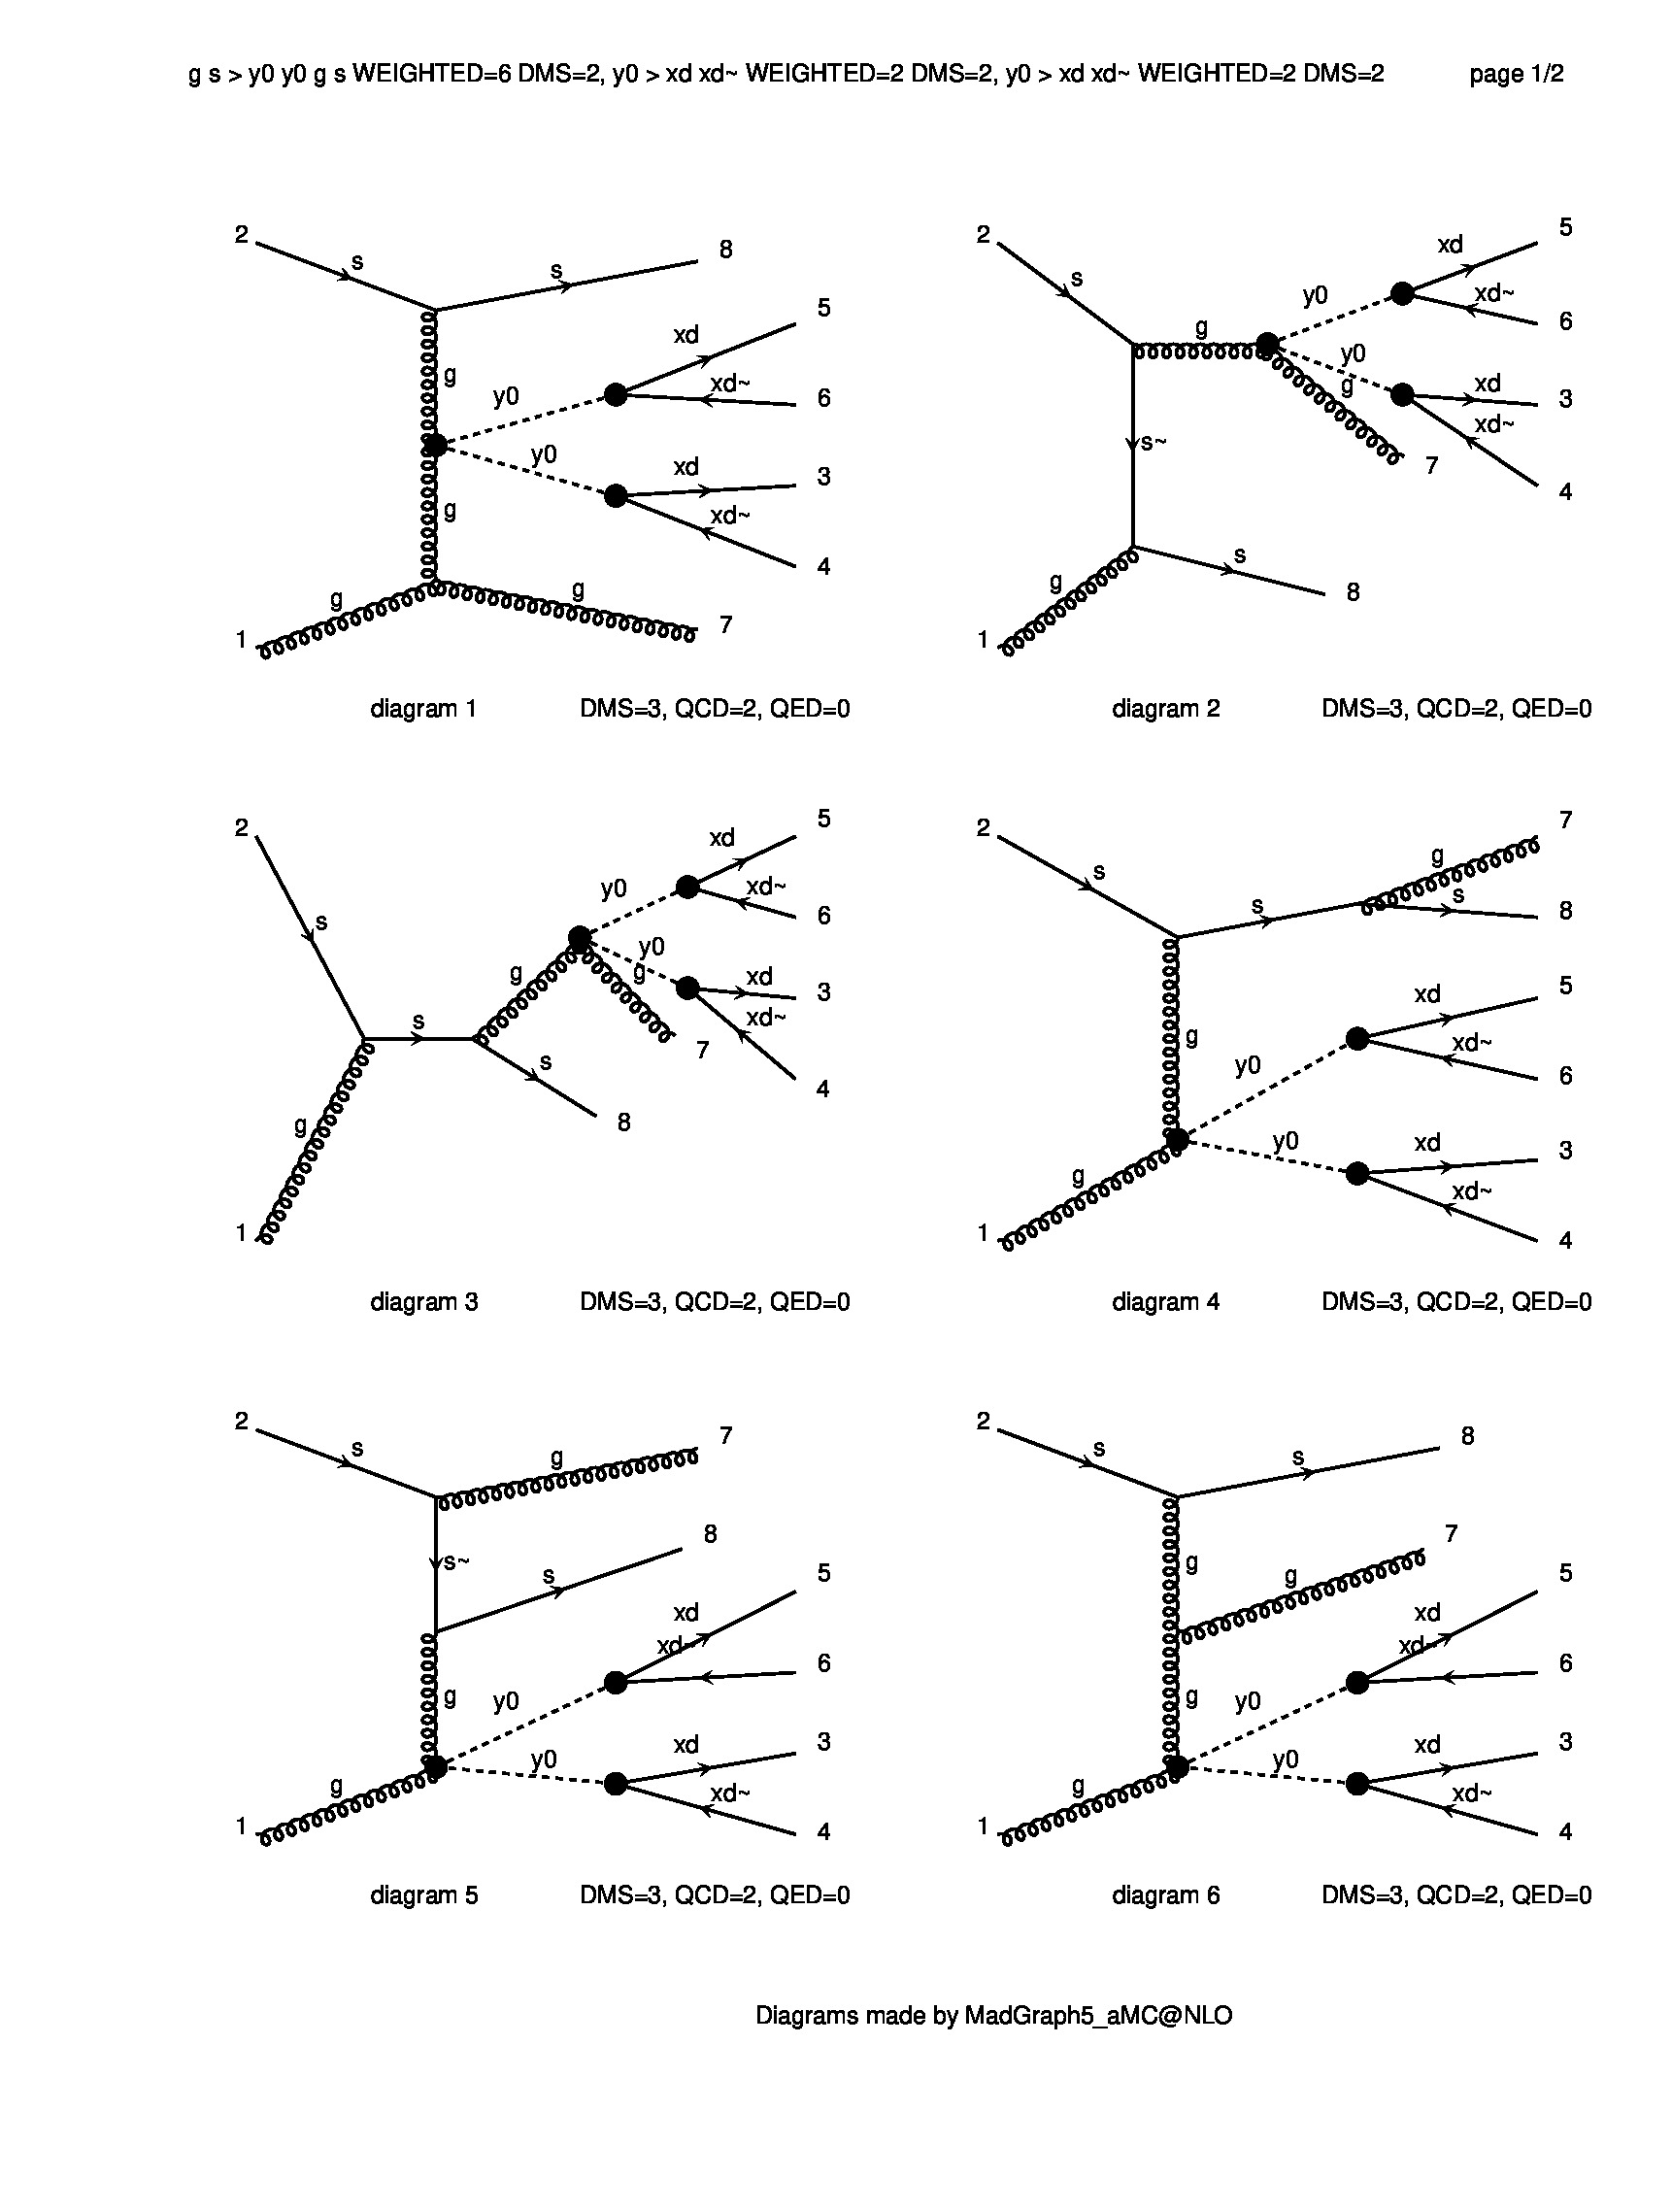 g s > y0 y0 g s WEIGHTED=6 DMS=2, y0 > xd xd~ WEIGHTED=2 DMS=2, y0 > xd xd~ WEIGHTED=2 DMS=2 page 1/2
2
s
s
8
g
y0
xd
5
xd~
6
y0
xd
3
xd~
4
g
g
1
g
7
diagram 1 DMS=3, QCD=2, QED=0
2
s
g
y0
xd
5
xd~
6
y0
xd
3
xd~
4
g
7
s~
g
1
s
8
diagram 2 DMS=3, QCD=2, QED=0
2
s
g
1
s
g
y0
xd
5
xd~
6
y0
xd
3
xd~
4
g
7
s
8
diagram 3 DMS=3, QCD=2, QED=0
2
s
s
g
7
s
8
g
y0
xd
5
xd~
6
y0
xd
3
xd~
4
g
1
diagram 4 DMS=3, QCD=2, QED=0
2
s
g
7
s~
s
8
g
y0
xd
5
xd~
6
y0
xd
3
xd~
4
g
1
diagram 5 DMS=3, QCD=2, QED=0
2
s
s
8
g
g
7
g
y0
xd
5
xd~
6
y0
xd
3
xd~
4
g
1
diagram 6 DMS=3, QCD=2, QED=0
Diagrams made by MadGraph5_aMC@NLO